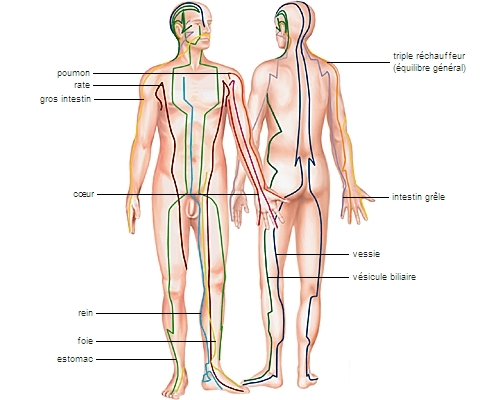 triple réchauffeur
(équilibre général)
poumon
rate
gros intestin
cœur
intestin grêle
vessie
vésicule biliaire
rein
foie
estomac